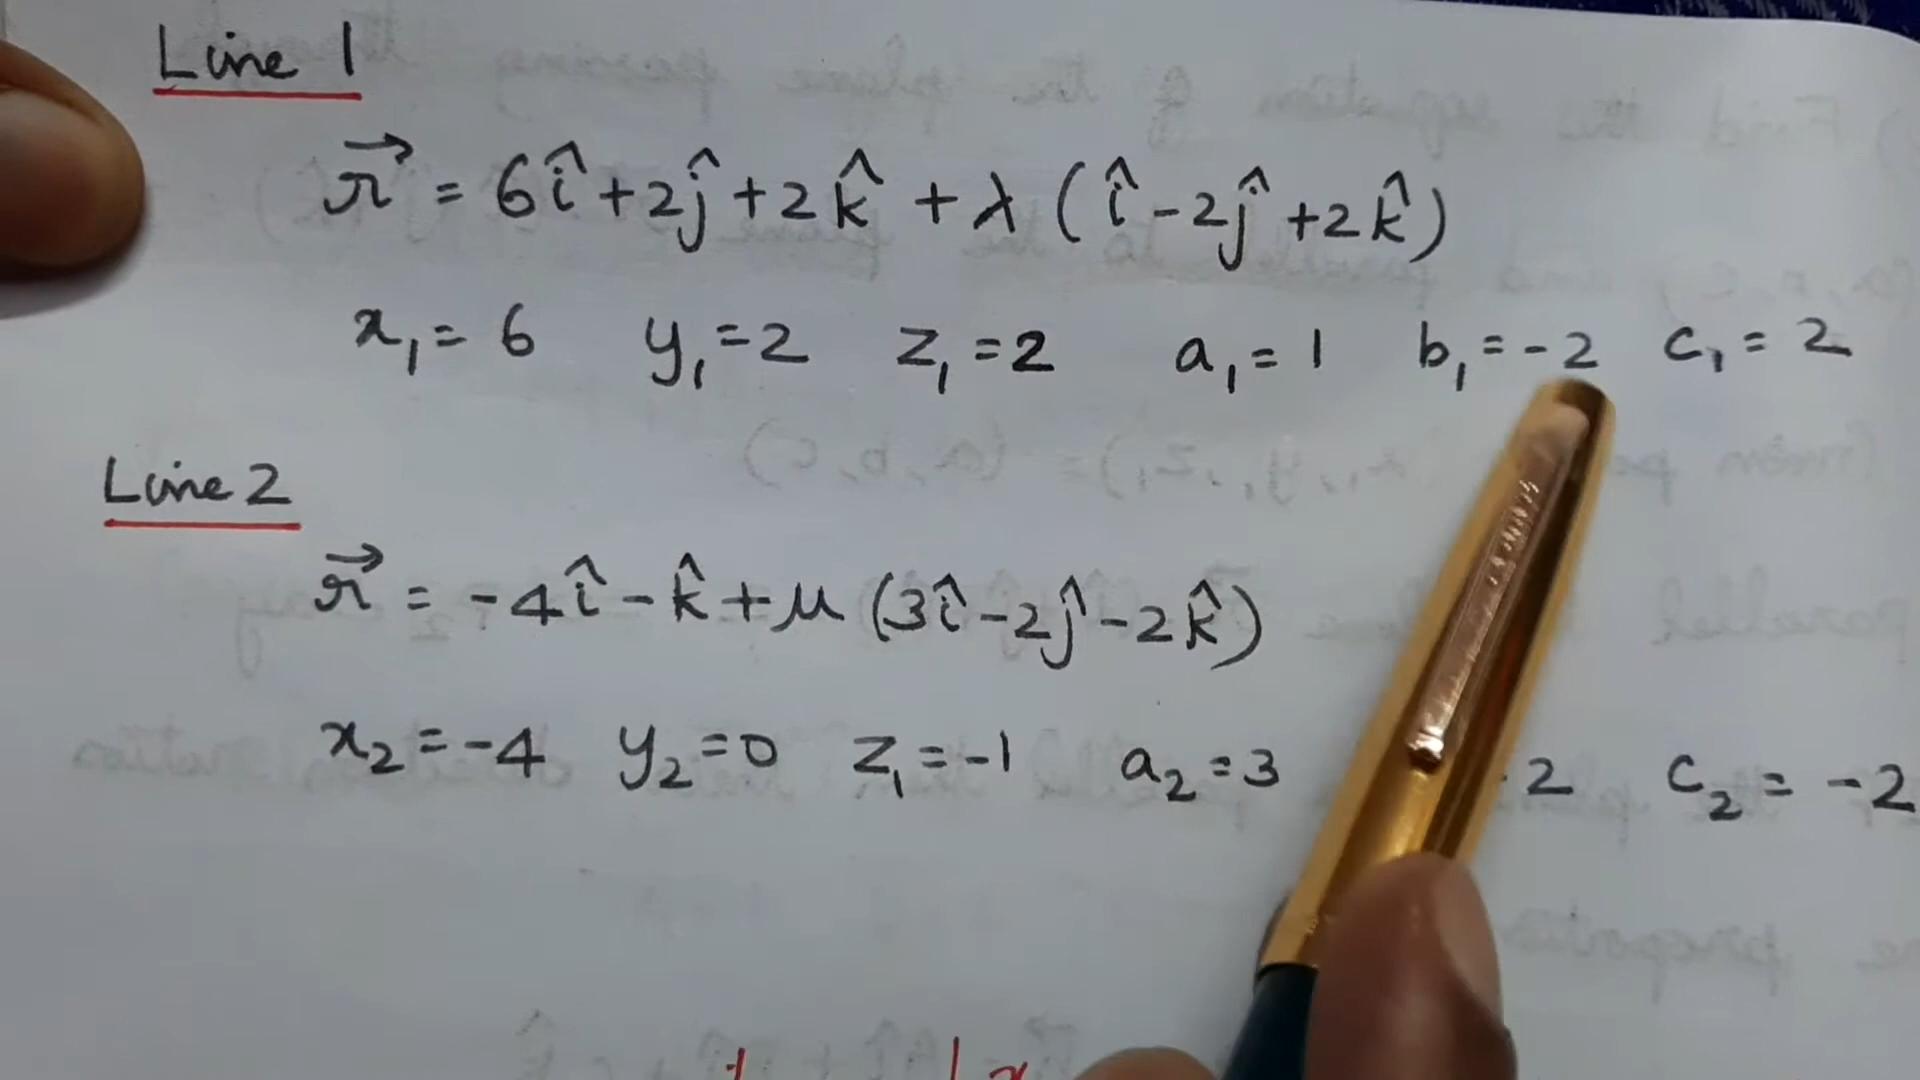 Line 1
r⃗ = 6î + 2ĵ + 2k̂ + λ (î - 2ĵ + 2k̂)
x₁ = 6 y₁ = 2 z₁ = 2 a₁ = 1 b₁ = -2 c₁ = 2
Line 2
r⃗ = -4î - k̂ + μ (3î - 2ĵ - 2k̂)
x₂ = -4 y₂ = 0 z₁ = -1 a₂ = 3 2 c₂ = -2